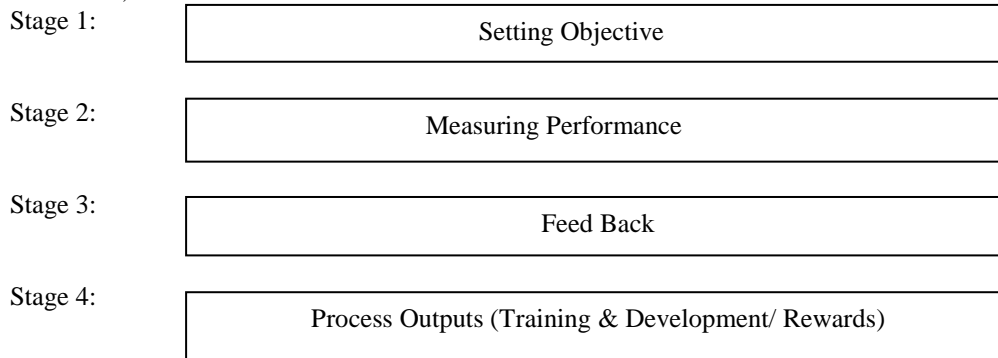 Stage 1: Setting Objective
Stage 2: Measuring Performance
Stage 3: Feed Back
Stage 4: Process Outputs (Training & Development/ Rewards)